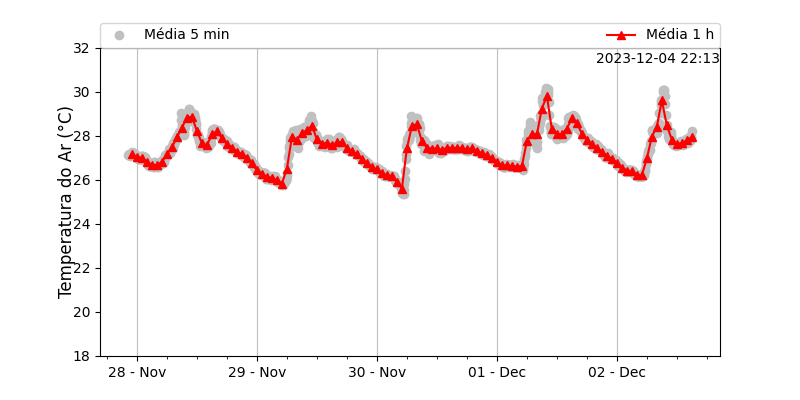 Média 5 min
Média 1 h
2023-12-04 22:13
Temperatura do Ar (°C)
32
30
28
26
24
22
20
18
28 - Nov
29 - Nov
30 - Nov
01 - Dec
02 - Dec